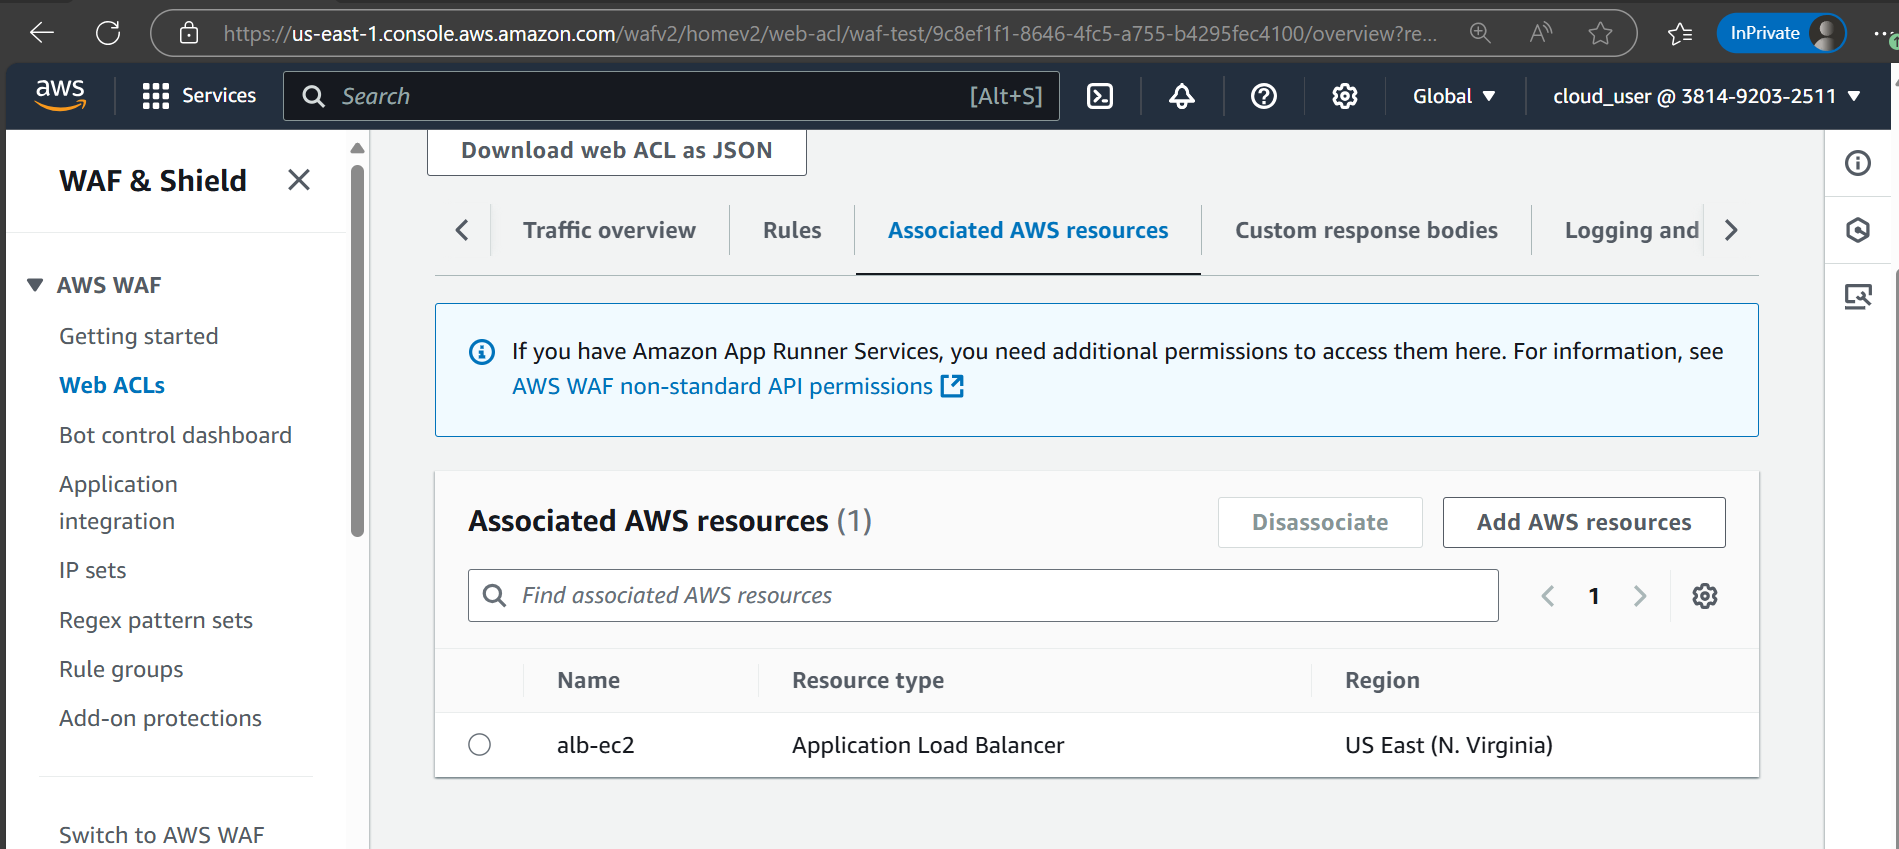 https://us-east-1.console.aws.amazon.com/wafv2/homev2/web-acl/waf-test/9c8ef1f1-8646-4fc5-a755-b4295fec4100/overview?re...
InPrivate
aws
Services
Search
[Alt+S]
Global
cloud_user @ 3814-9203-2511
WAF & Shield
AWS WAF
Getting started
Web ACLs
Bot control dashboard
Application
integration
IP sets
Regex pattern sets
Rule groups
Add-on protections
Switch to AWS WAF
Download web ACL as JSON
Traffic overview
Rules
Associated AWS resources
Custom response bodies
Logging and
If you have Amazon App Runner Services, you need additional permissions to access them here. For information, see
AWS WAF non-standard API permissions
Associated AWS resources (1)
Disassociate
Add AWS resources
Find associated AWS resources
1
Name
Resource type
Region
alb-ec2
Application Load Balancer
US East (N. Virginia)